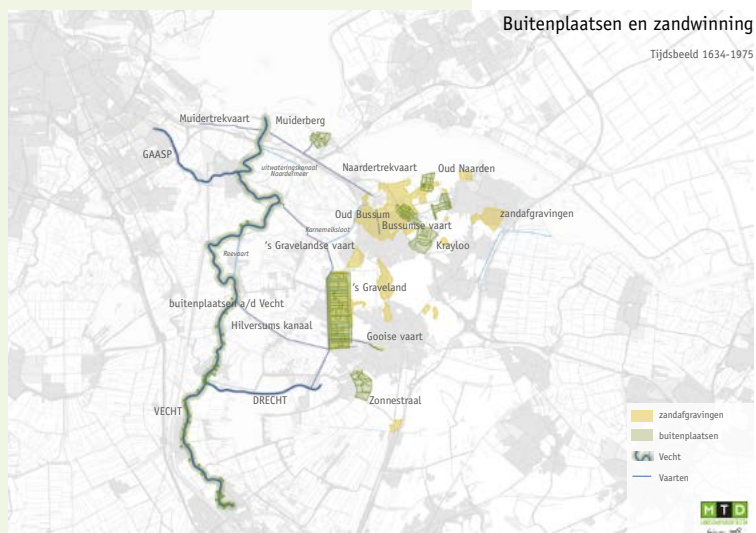 Buitenplaatsen en zandwinning
Tijdsbeeld 1634-1975
Muidertrekvaart
Muiderberg
GAASP
uitwateringskanaal
Naardermeer
Naardertrekvaart
Oud Naarden
Oud Bussum
zandafgravingen
Bussumse vaart
Karnemelksloot
's Gravelandse vaart
Krayloo
Reevaart
's Graveland
buitenplaatsen a/d Vecht
Hilversums kanaal
Gooise vaart
DRECHT
Zonnestraal
VECHT
zandafgravingen
buitenplaatsen
Vecht
Vaarten
MTD